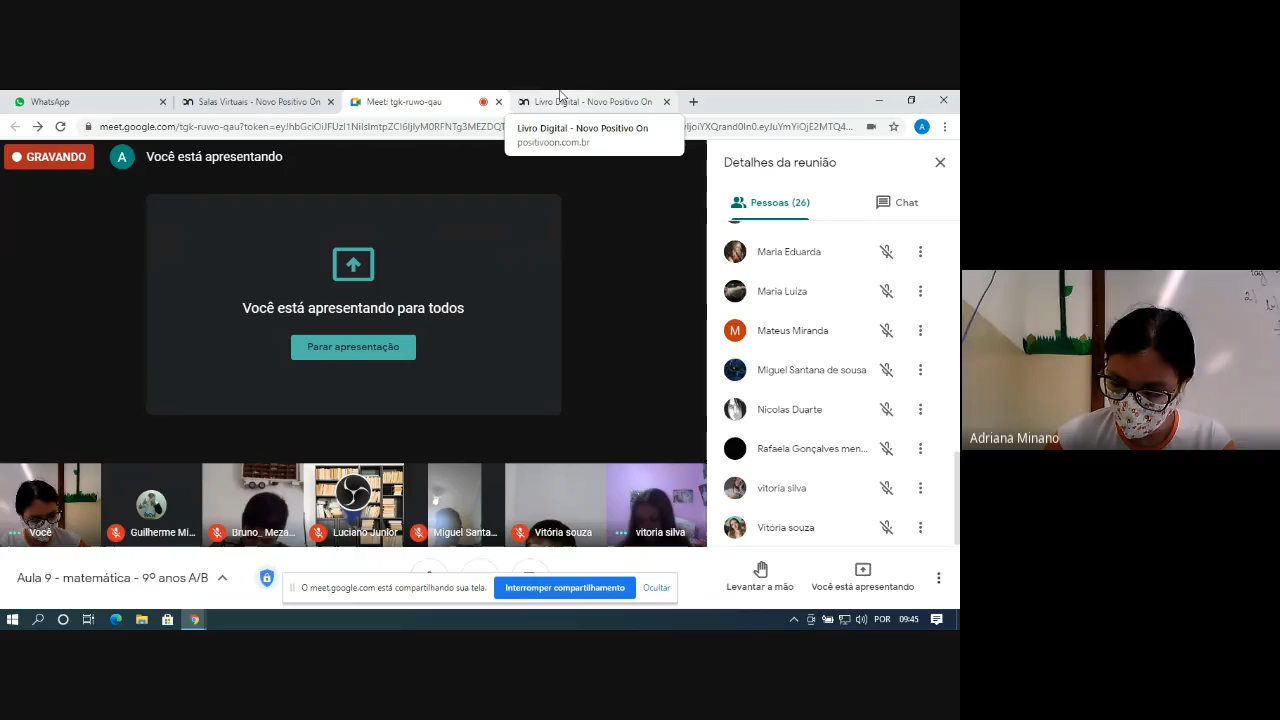 WhatsApp
Salas Virtuais - Novo Positivo On
Meet: tgk-ruwo-qau
Livro Digital - Novo Positivo On
Livro Digital - Novo Positivo On
positivoon.com.br
GRAVANDO
A
Você está apresentando
Você está apresentando para todos
Parar apresentação
Detalhes da reunião
Pessoas (26)
Chat
Maria Eduarda
Maria Luiza
M
Mateus Miranda
Miguel Santana de sousa
Nicolas Duarte
Rafaela Gonçalves men...
vitoria silva
Vitória souza
Você
Guilherme Mi...
Bruno_ Meza...
Luciano Junior
Miguel Santa...
Vitória souza
vitoria silva
Aula 9 - matemática - 9º anos A/B
O meet.google.com está compartilhando sua tela.
Interromper compartilhamento
Ocultar
Levantar a mão
Você está apresentando
POR
09:45
Adriana Minano